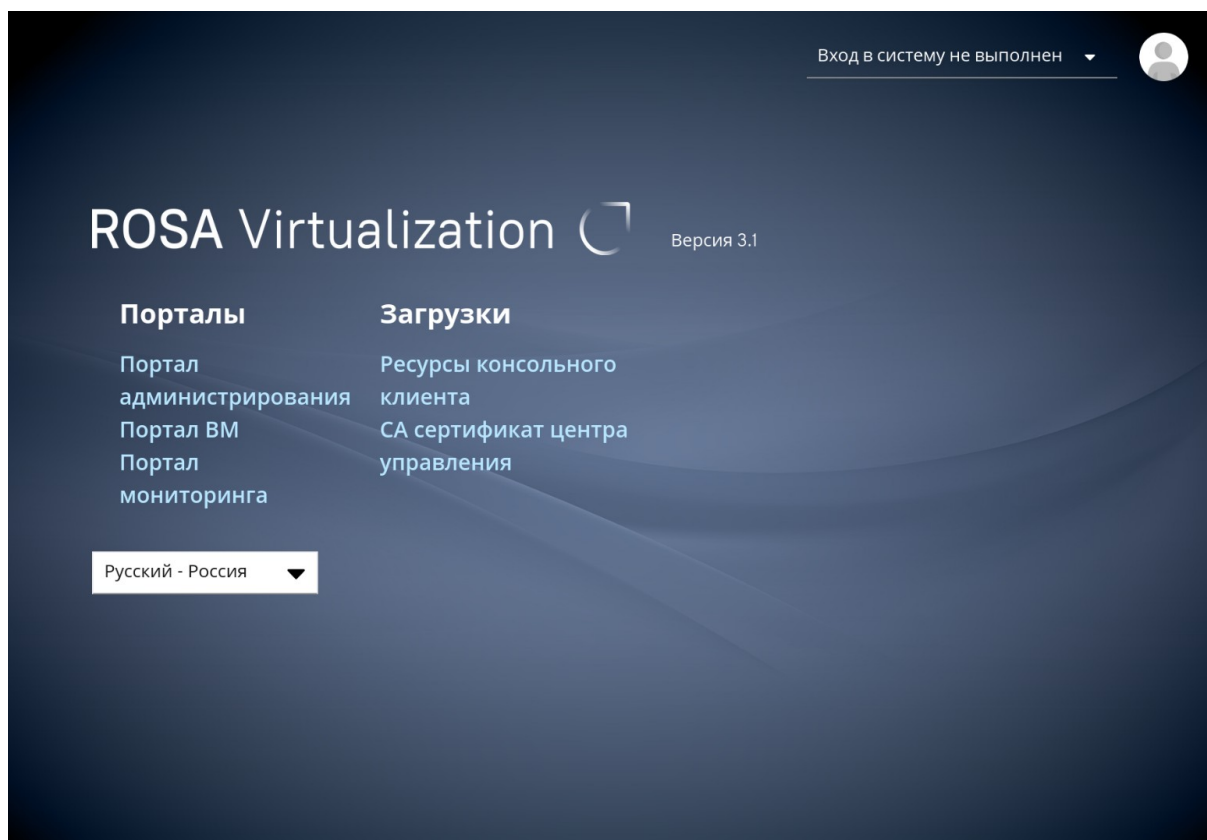 Вход в систему не выполнен
ROSA Virtualization
Версия 3.1
Порталы
Портал
администрирования
Портал ВМ
Портал
мониторинга
Загрузки
Ресурсы консольного
клиента
СА сертификат центра
управления
Русский - Россия